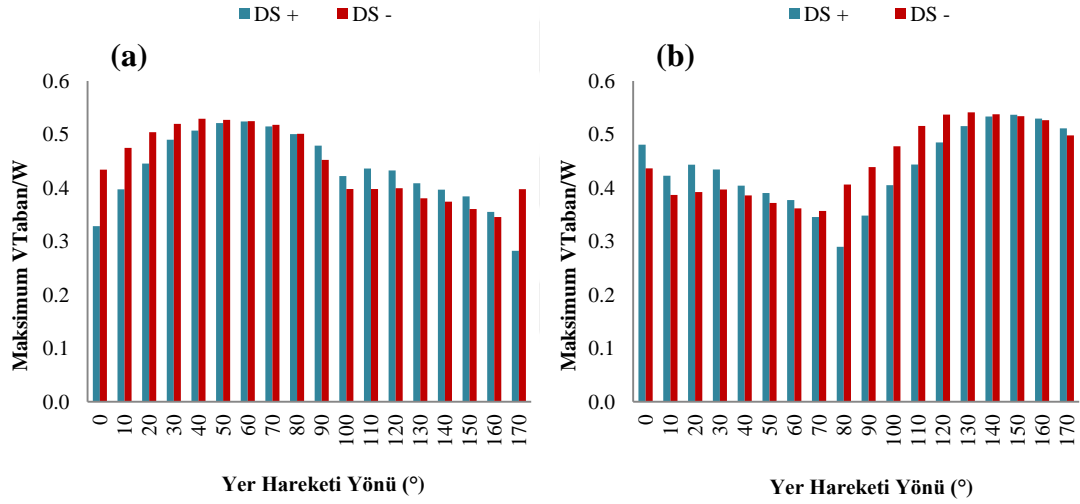 DS + DS -
(a)
Maksimum VTaban/W
0.6
0.5
0.4
0.3
0.2
0.1
0.0
0 10 20 30 40 50 60 70 80 90 100 110 120 130 140 150 160 170
Yer Hareketi Yönü (°)
DS + DS -
(b)
Maksimum VTaban/W
0.6
0.5
0.4
0.3
0.2
0.1
0.0
0 10 20 30 40 50 60 70 80 90 100 110 120 130 140 150 160 170
Yer Hareketi Yönü (°)